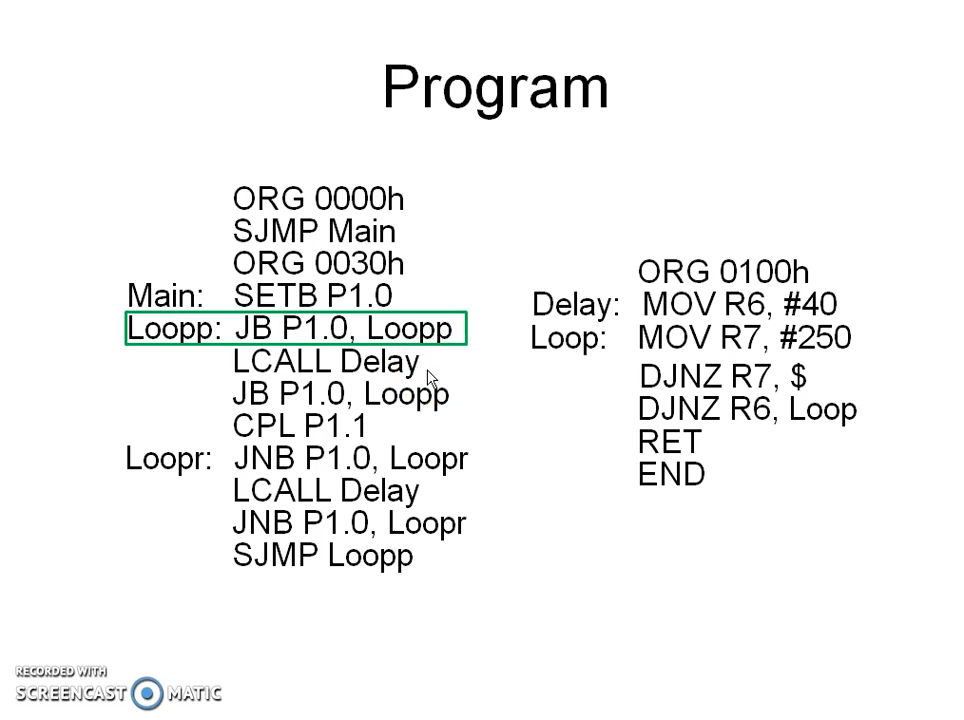 Program
ORG 0000h
SJMP Main
ORG 0030h
Main: SETB P1.0
Loopp: JB P1.0, Loopp
LCALL Delay
JB P1.0, Loopp
CPL P1.1
Loopr: JNB P1.0, Loopr
LCALL Delay
JNB P1.0, Loopr
SJMP Loopp
ORG 0100h
Delay: MOV R6, #40
Loop: MOV R7, #250
DJNZ R7, $
DJNZ R6, Loop
RET
END
RECORDED WITH
SCREENCAST MATIC